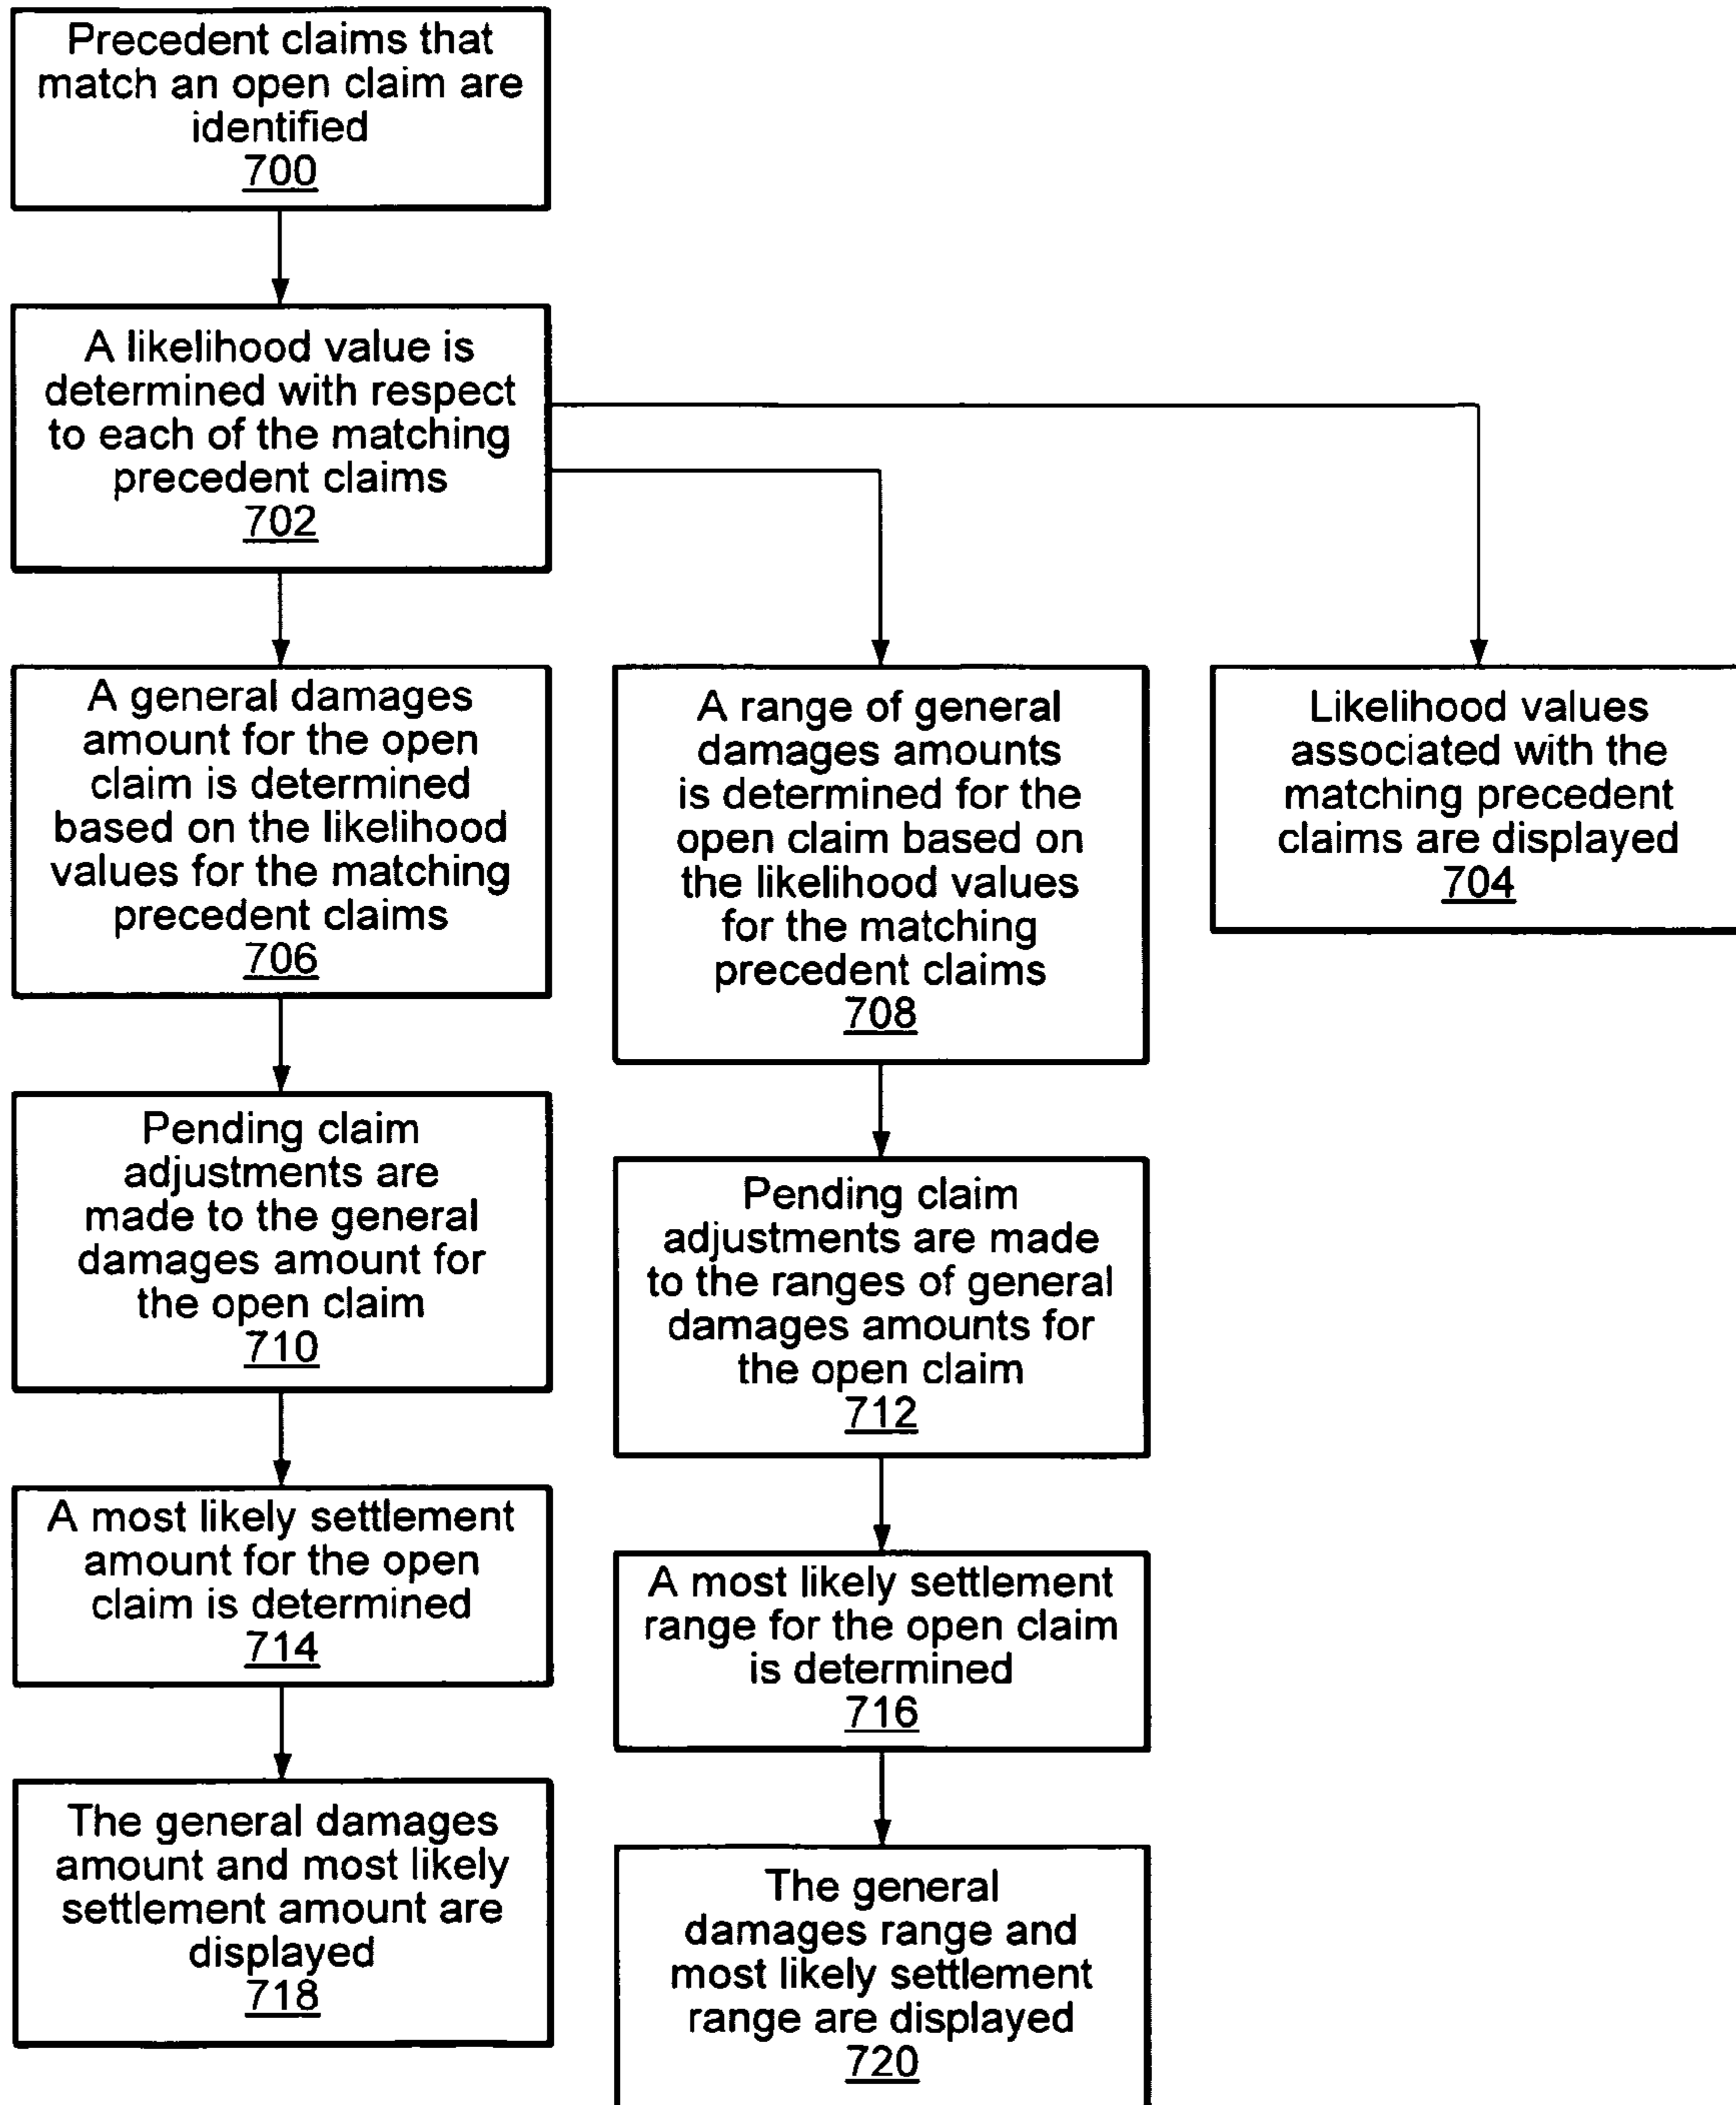 Precedent claims that
match an open claim are
identified
700
A likelihood value is
determined with respect
to each of the matching
precedent claims
702
A general damages
amount for the open
claim is determined
based on the likelihood
values for the matching
precedent claims
706
A range of general
damages amounts
is determined for the
open claim based on
the likelihood values
for the matching
precedent claims
708
Likelihood values
associated with the
matching precedent
claims are displayed
704
Pending claim
adjustments are
made to the general
damages amount for
the open claim
710
Pending claim
adjustments are made
to the ranges of general
damages amounts for
the open claim
712
A most likely settlement
amount for the open
claim is determined
714
A most likely settlement
range for the open claim
is determined
716
The general damages
amount and most likely
settlement amount are
displayed
718
The general
damages range and
most likely settlement
range are displayed
720